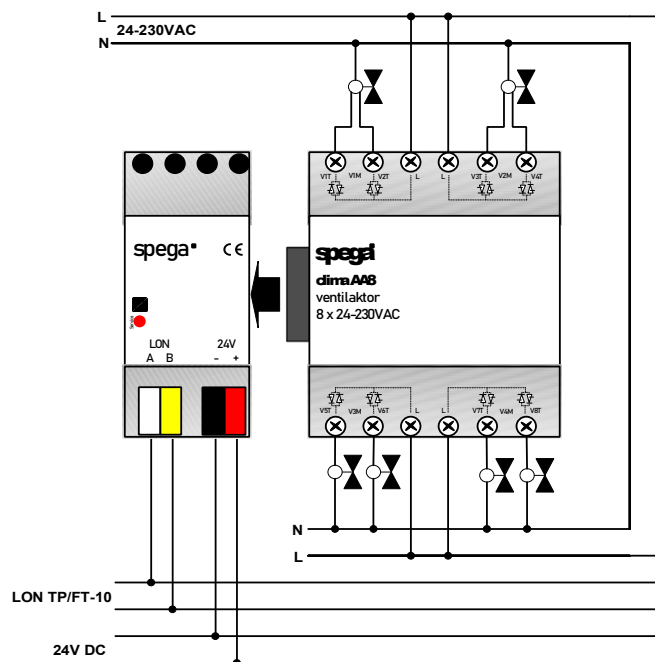 L
24-230VAC
N
V1T V1M V2T L L V3T V2M V4T
spega
CE
spega
clima AA8
ventilaktor
8 x 24-230VAC
Service
LON 24V
A B - +
V5T V3M V6T L L V7T V4M V8T
N
L
LON TP/FT-10
24V DC